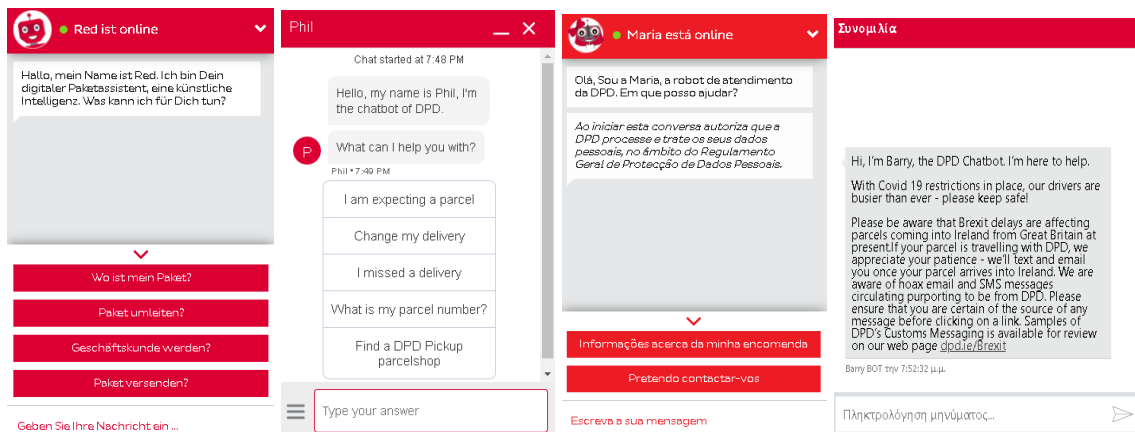 Red ist online
Hallo, mein Name ist Red. Ich bin Dein
digitaler Paketassistent, eine künstliche
Intelligenz. Was kann ich für Dich tun?
Wo ist mein Paket?
Paket umleiten?
Geschäftskunde werden?
Paket versenden?
Geben Sie Ihre Nachricht ein ...
Phil
Chat started at 7:48 PM
Hello, my name is Phil, I'm
the chatbot of DPD.
P
What can I help you with?
Phil • 7:49 PM
I am expecting a parcel
Change my delivery
I missed a delivery
What is my parcel number?
Find a DPD Pickup
parcelshop
Type your answer
Maria está online
Olá, Sou a Maria, a robot de atendimento
da DPD. Em que posso ajudar?
Ao iniciar esta conversa autoriza que a
DPD processe e trate os seus dados
pessoais, no âmbito do Regulamento
Geral de Protecção de Dados Pessoais.
Informações acerca da minha encomenda
Pretendo contactar-vos
Escreva a sua mensagem
Συνομιλία
Hi, I'm Barry, the DPD Chatbot. I'm here to help.
With Covid 19 restrictions in place, our drivers are
busier than ever - please keep safe!
Please be aware that Brexit delays are affecting
parcels coming into Ireland from Great Britain at
present.If your parcel is travelling with DPD, we
appreciate your patience - we'll text and email
you once your parcel arrives into Ireland. We are
aware of hoax email and SMS messages
circulating purporting to be from DPD. Please
ensure that you are certain of the source of any
message before clicking on a link. Samples of
DPD's Customs Messaging is available for review
on our web page dpd.ie/Brexit
Barry BOT την 7:52:32 μ.μ.
Πληκτρολόγηση μηνύματος...